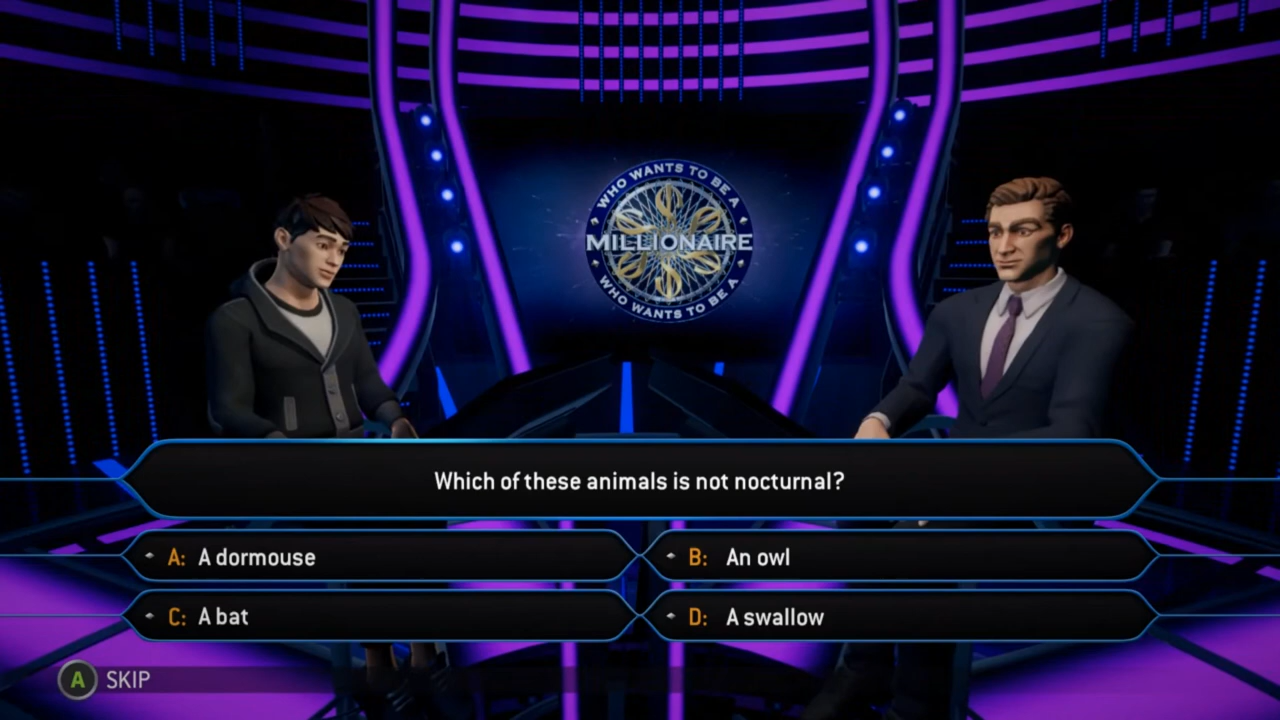 WHO WANTS TO BE A
MILLIONAIRE
WHO WANTS TO BE A
Which of these animals is not nocturnal?
A: A dormouse
B: An owl
C: A bat
D: A swallow
A SKIP